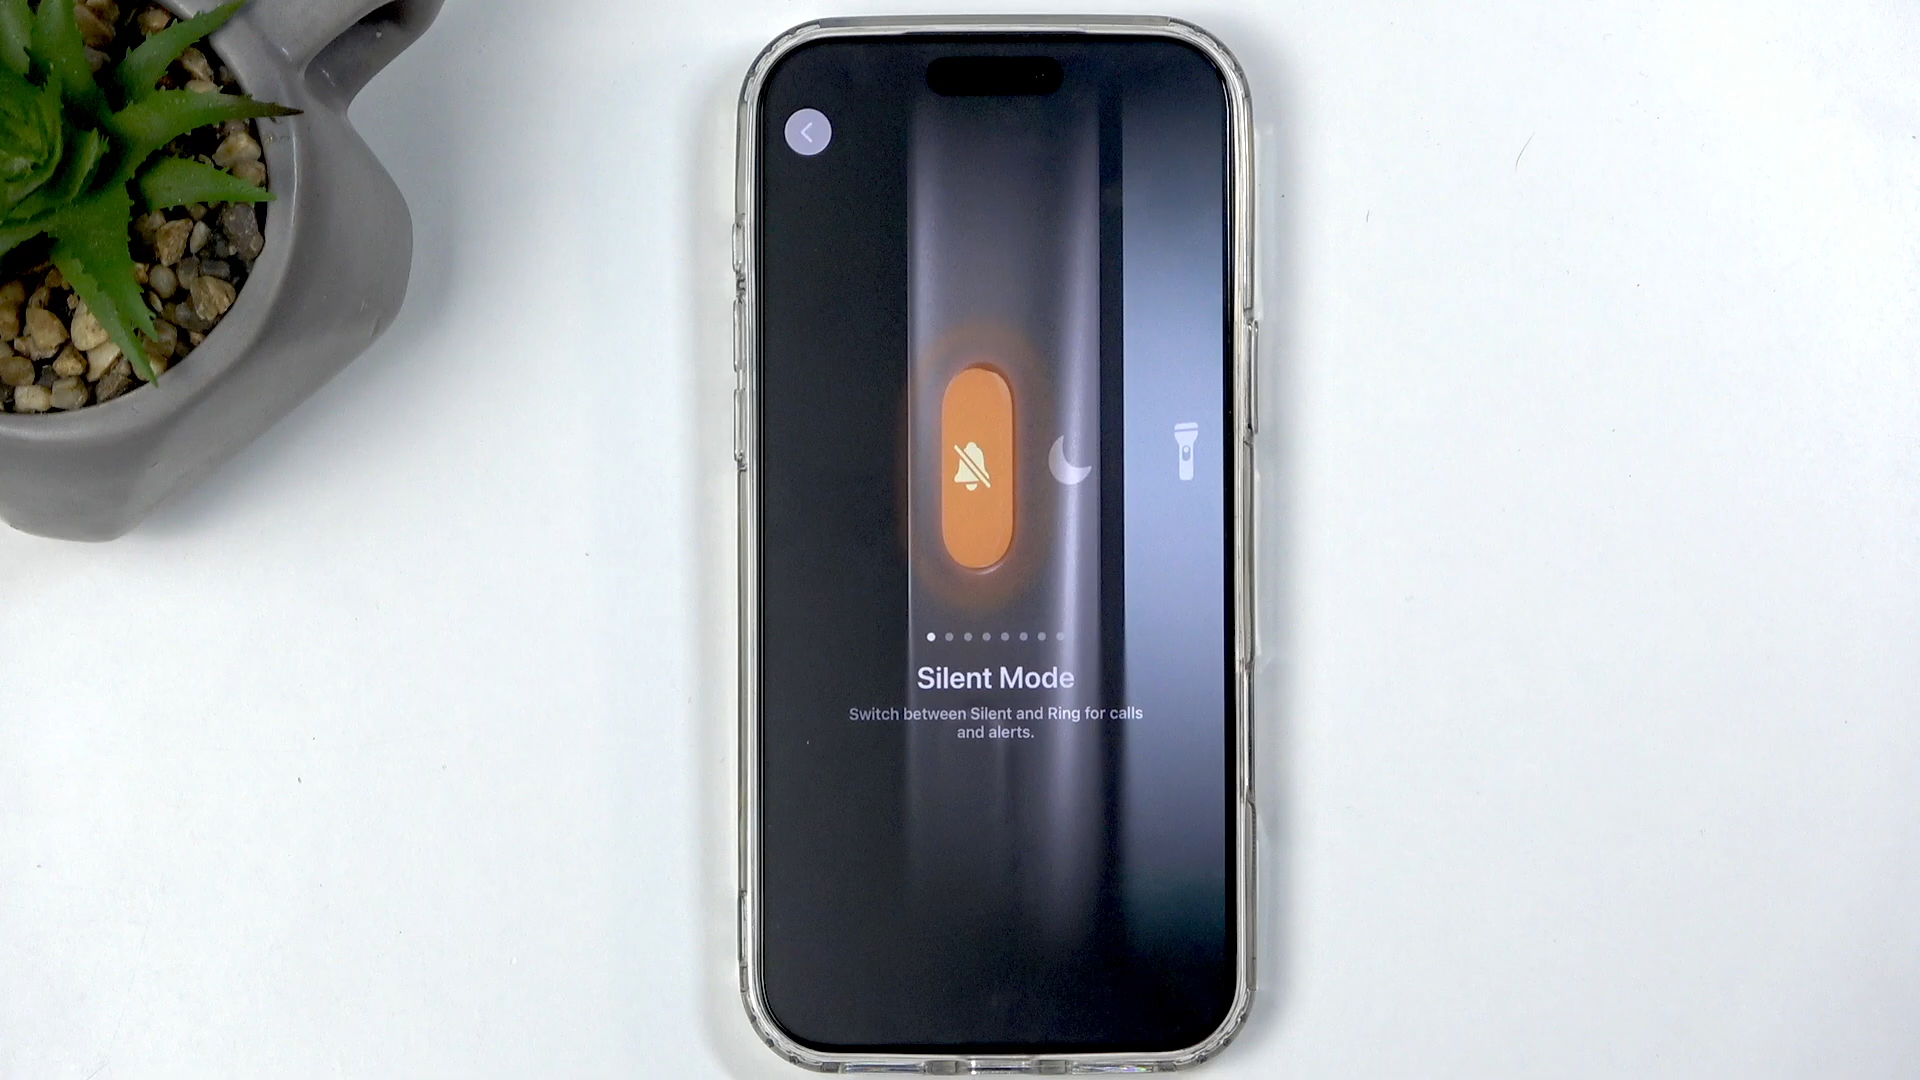 Silent Mode
Switch between Silent and Ring for calls
and alerts.